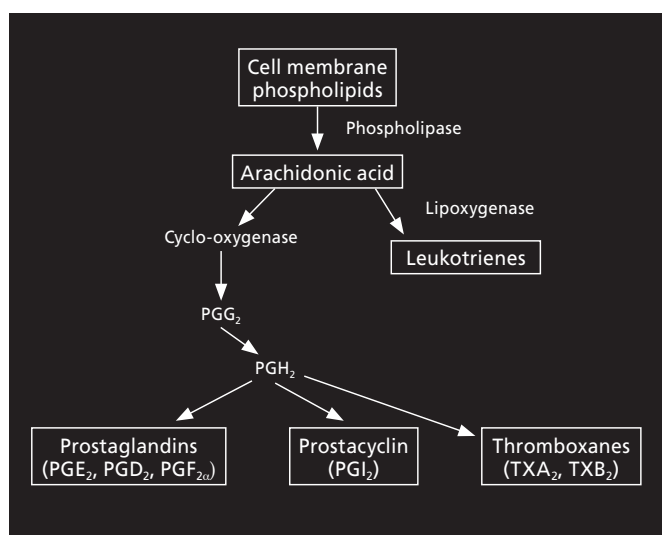 Cell membrane
phospholipids
Phospholipase
Arachidonic acid
Lipoxygenase
Cyclo-oxygenase
Leukotrienes
PGG₂
PGH₂
Prostaglandins
(PGE₂, PGD₂, PGF₂α)
Prostacyclin
(PGI₂)
Thromboxanes
(TXA₂, TXB₂)